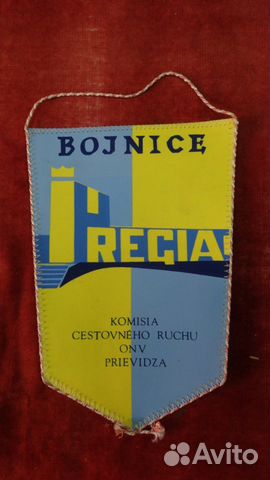 BOJNICE
REGIA
KOMISIA
CESTOVNÉHO RUCHU
ONV
PRIEVIDZA
Avito